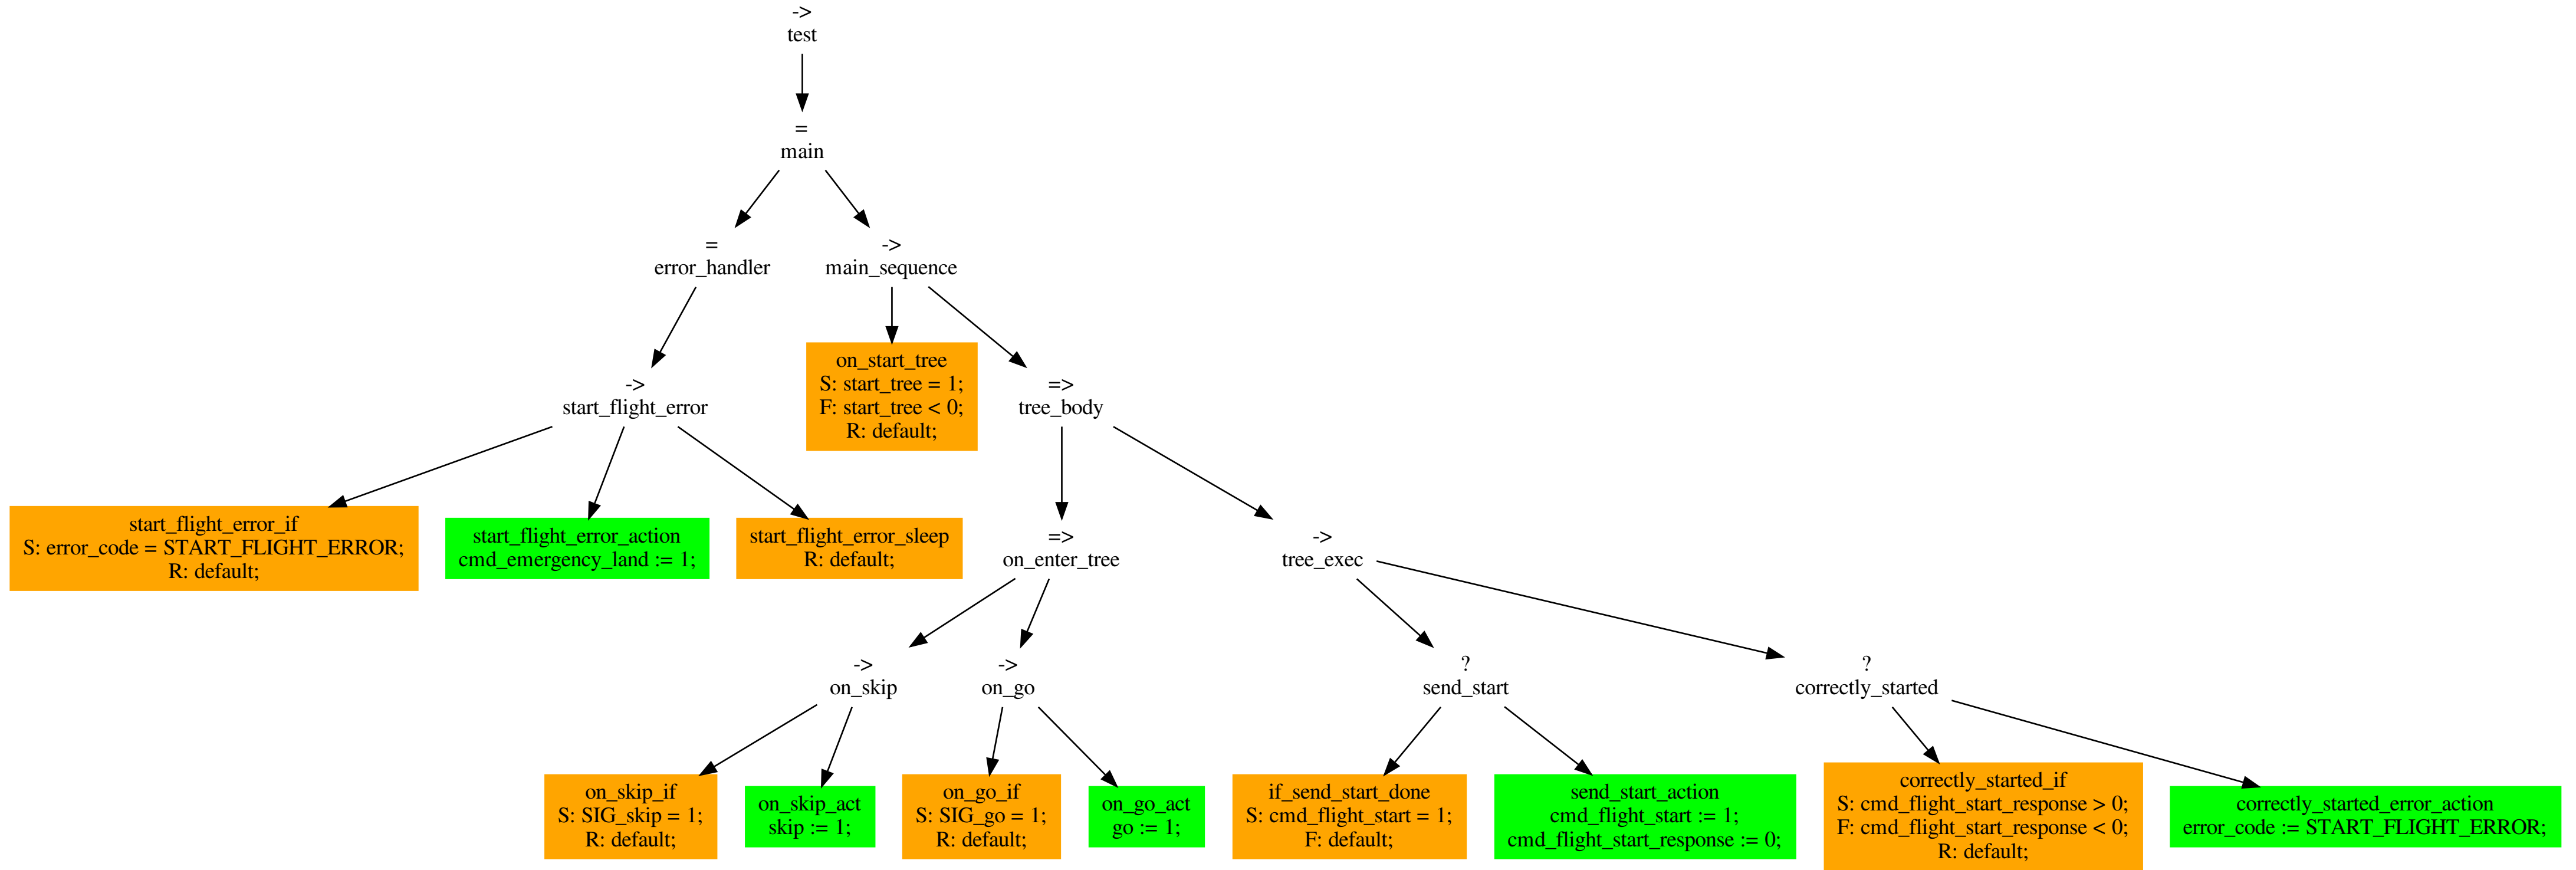 ->
test
=
main
=
error_handler
->
main_sequence
->
start_flight_error
on_start_tree
S: start_tree = 1;
F: start_tree < 0;
R: default;
=>
tree_body
start_flight_error_if
S: error_code = START_FLIGHT_ERROR;
R: default;
start_flight_error_action
cmd_emergency_land := 1;
start_flight_error_sleep
R: default;
=>
on_enter_tree
->
tree_exec
->
on_skip
->
on_go
?
send_start
?
correctly_started
on_skip_if
S: SIG_skip = 1;
R: default;
on_skip_act
skip := 1;
on_go_if
S: SIG_go = 1;
R: default;
on_go_act
go := 1;
if_send_start_done
S: cmd_flight_start = 1;
F: default;
send_start_action
cmd_flight_start := 1;
cmd_flight_start_response := 0;
correctly_started_if
S: cmd_flight_start_response > 0;
F: cmd_flight_start_response < 0;
R: default;
correctly_started_error_action
error_code := START_FLIGHT_ERROR;